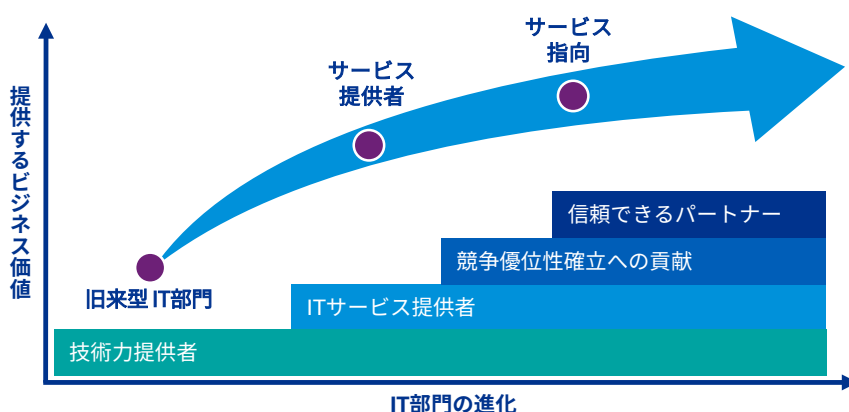 サービス
指向
サービス
提供者
提供するビジネス価値
信頼できるパートナー
競争優位性確立への貢献
旧来型 IT部門
ITサービス提供者
技術力提供者
IT部門の進化